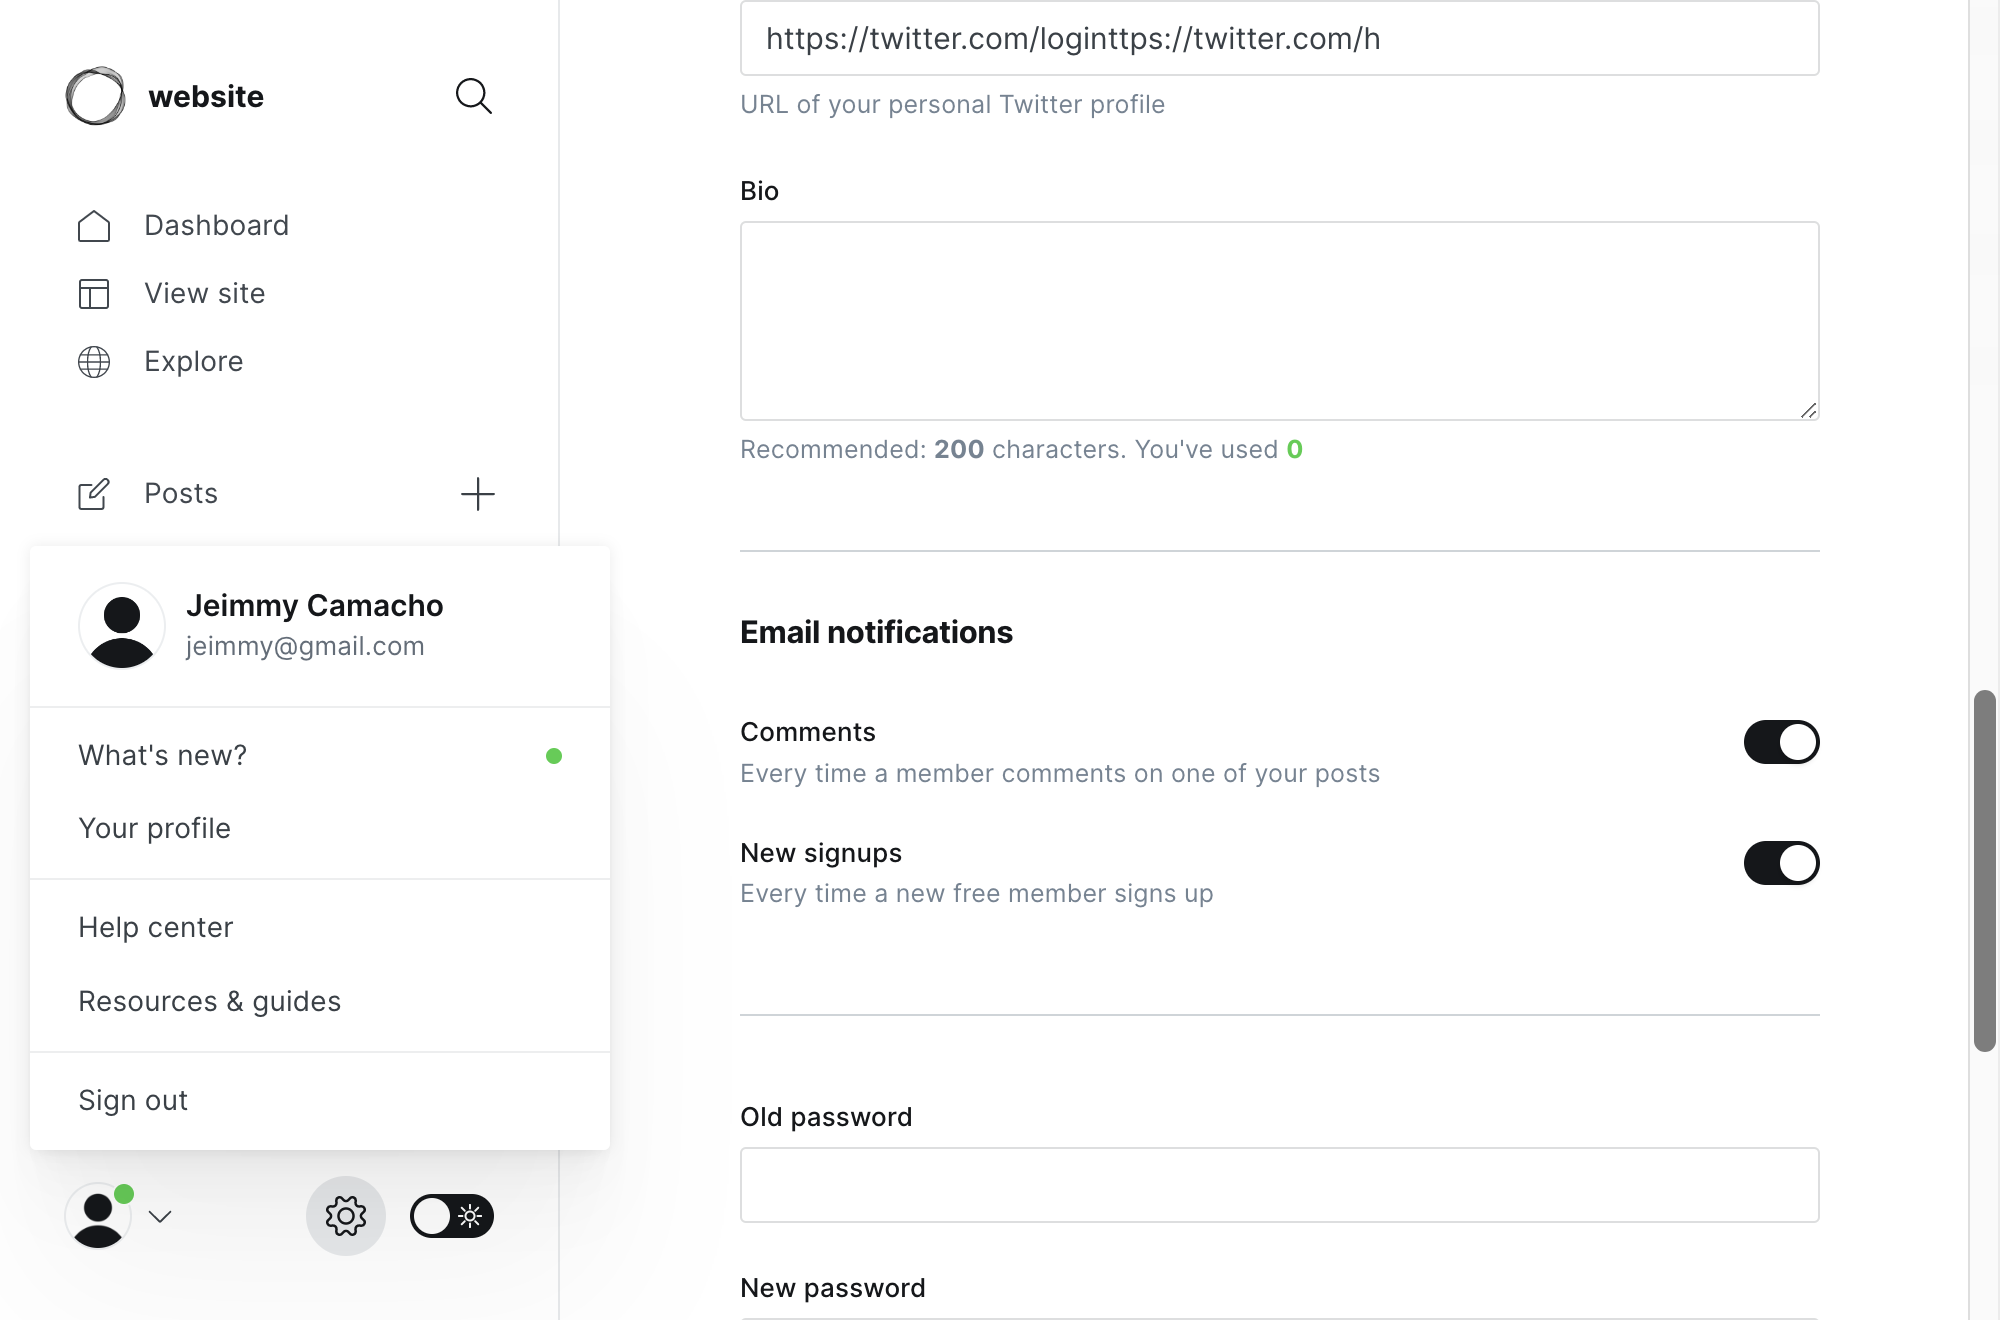 website
Dashboard
View site
Explore
Posts
Jeimmy Camacho
jeimmy@gmail.com
What's new?
Your profile
Help center
Resources & guides
Sign out
https://twitter.com/loginttps://twitter.com/h
URL of your personal Twitter profile
Bio
Recommended: 200 characters. You've used 0
Email notifications
Comments
Every time a member comments on one of your posts
New signups
Every time a new free member signs up
Old password
New password